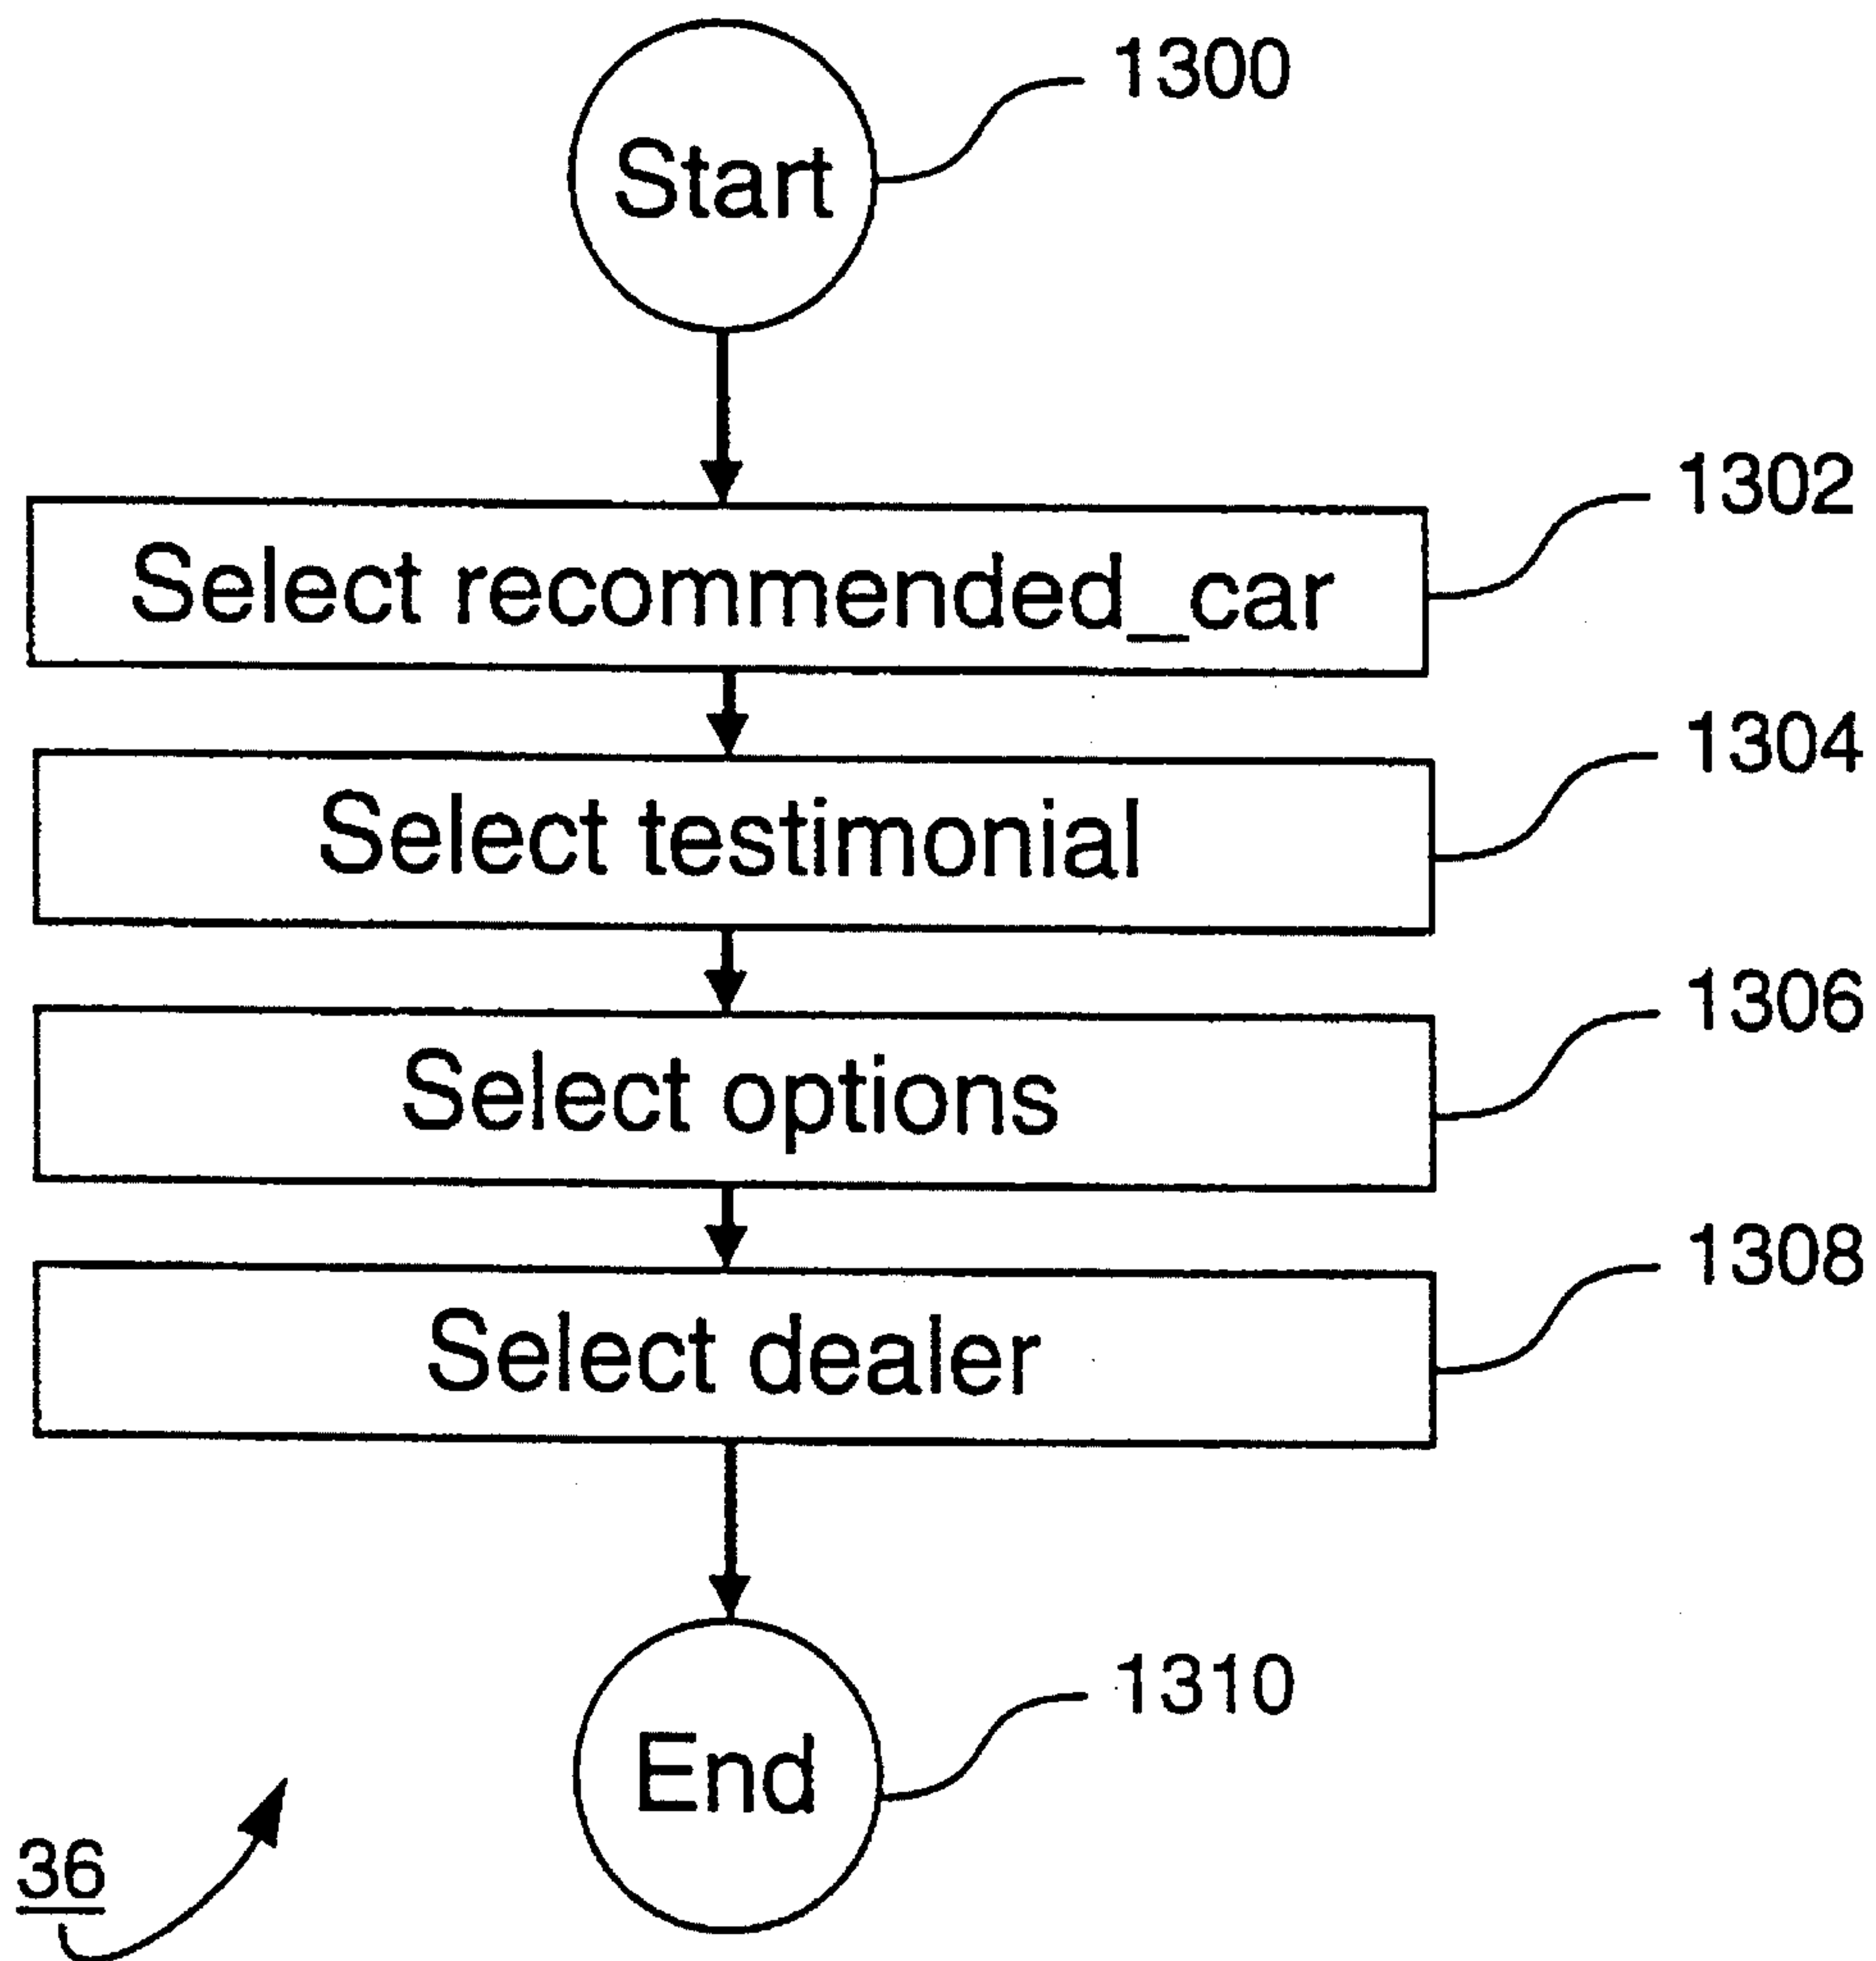 Start
1300
Select recommended_car
1302
Select testimonial
1304
Select options
1306
Select dealer
1308
End
1310
36